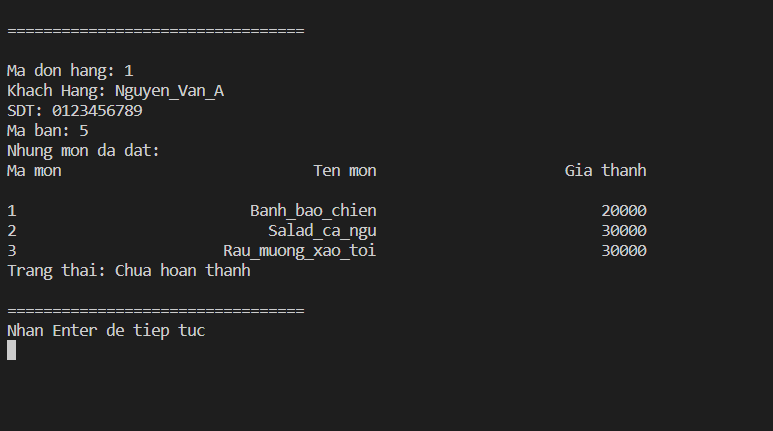 =================================
Ma don hang: 1
Khach Hang: Nguyen_Van_A
SDT: 0123456789
Ma ban: 5
Nhung mon da dat:
Ma mon                            Ten mon                     Gia thanh
1                          Banh_bao_chien                         20000
2                            Salad_ca_ngu                         30000
3                       Rau_muong_xao_toi                         30000
Trang thai: Chua hoan thanh
=================================
Nhan Enter de tiep tuc